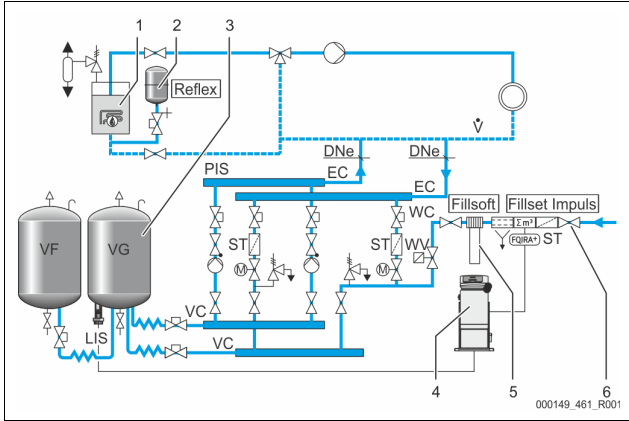 1 2 3
Reflex
V̇
DNe DNe
PIS EC
EC
WC Fillsoft Fillset Impuls
Σm³
ST ST WV FQIRA+ ST
VF VG
M M
LIS VC
VC
4 5 6
000149_461_R001